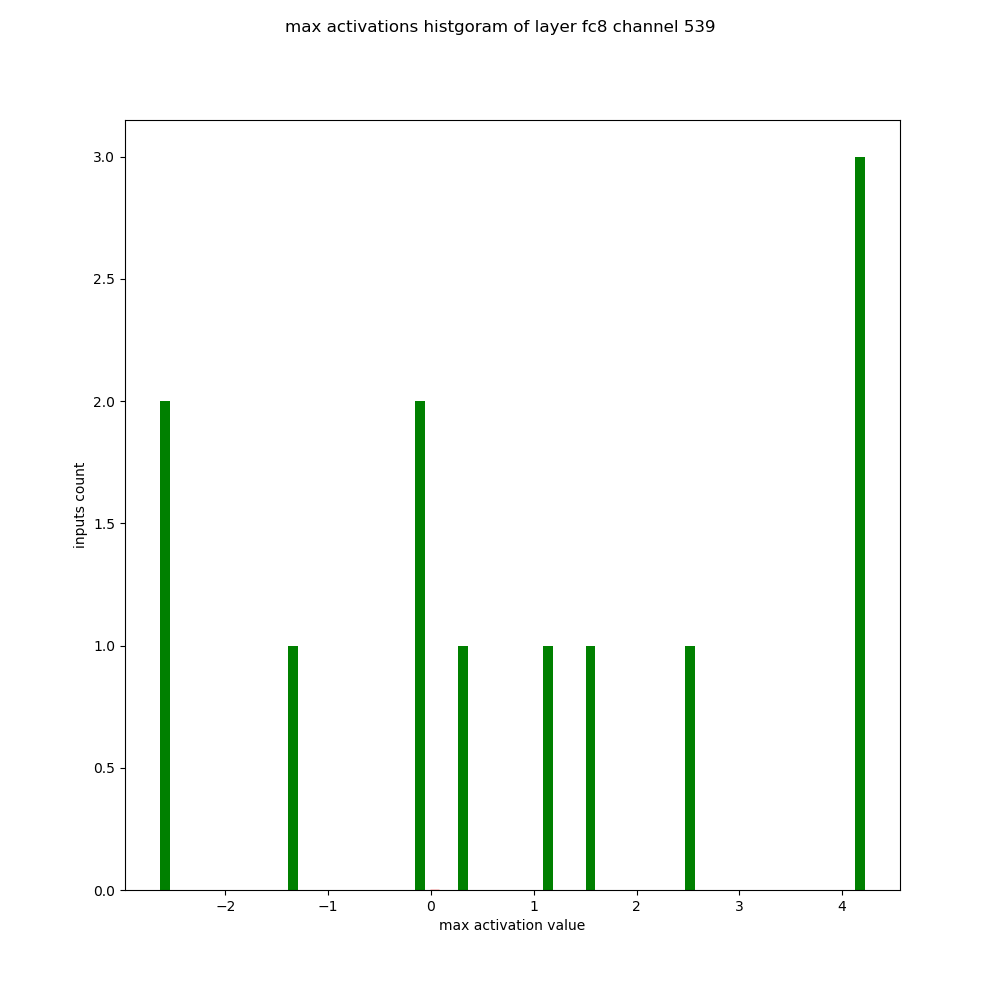 max activations histgoram of layer fc8 channel 539
3.0
2.5
2.0
1.5
1.0
0.5
0.0
inputs count
−2 −1 0 1 2 3 4
max activation value